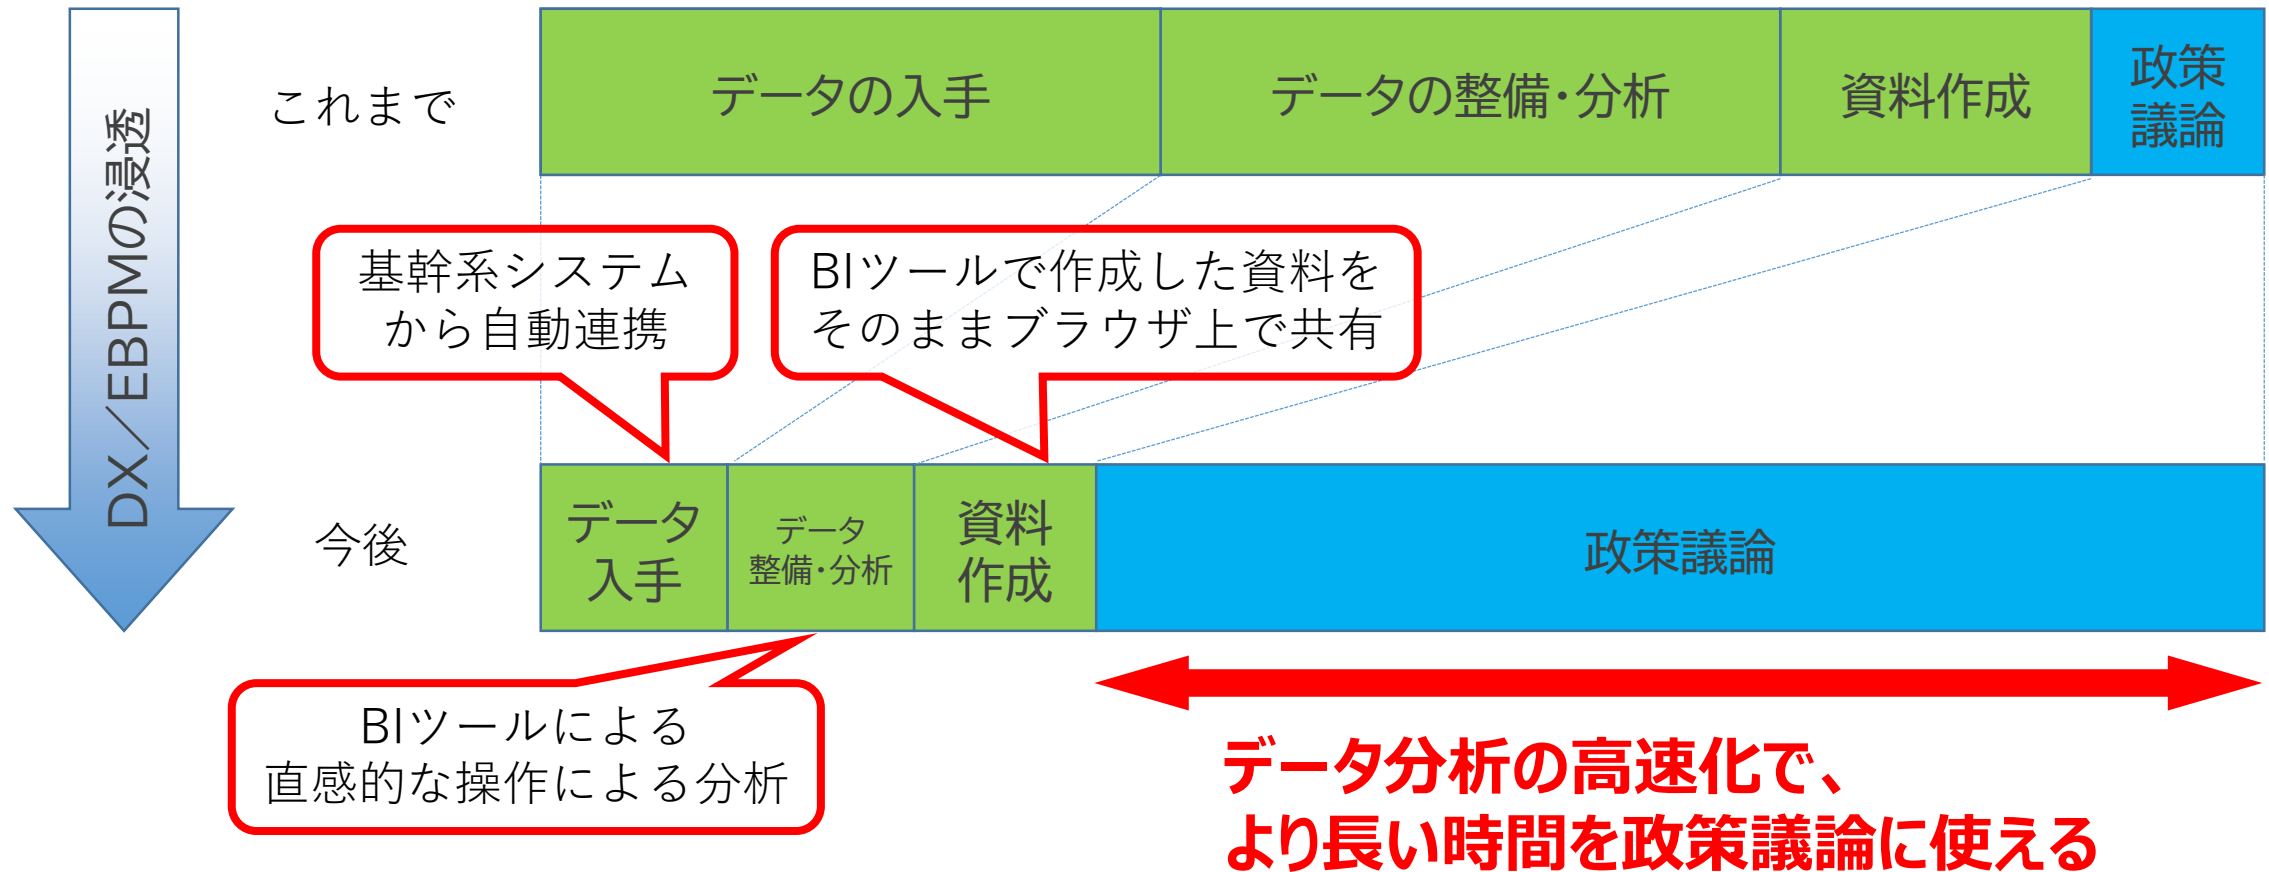 DX／EBPMの浸透
これまで
データの入手
データの整備・分析
資料作成
政策
議論
基幹系システム
から自動連携
BIツールで作成した資料を
そのままブラウザ上で共有
今後
データ
入手
データ
整備・分析
資料
作成
政策議論
BIツールによる
直感的な操作による分析
データ分析の高速化で、
より長い時間を政策議論に使える